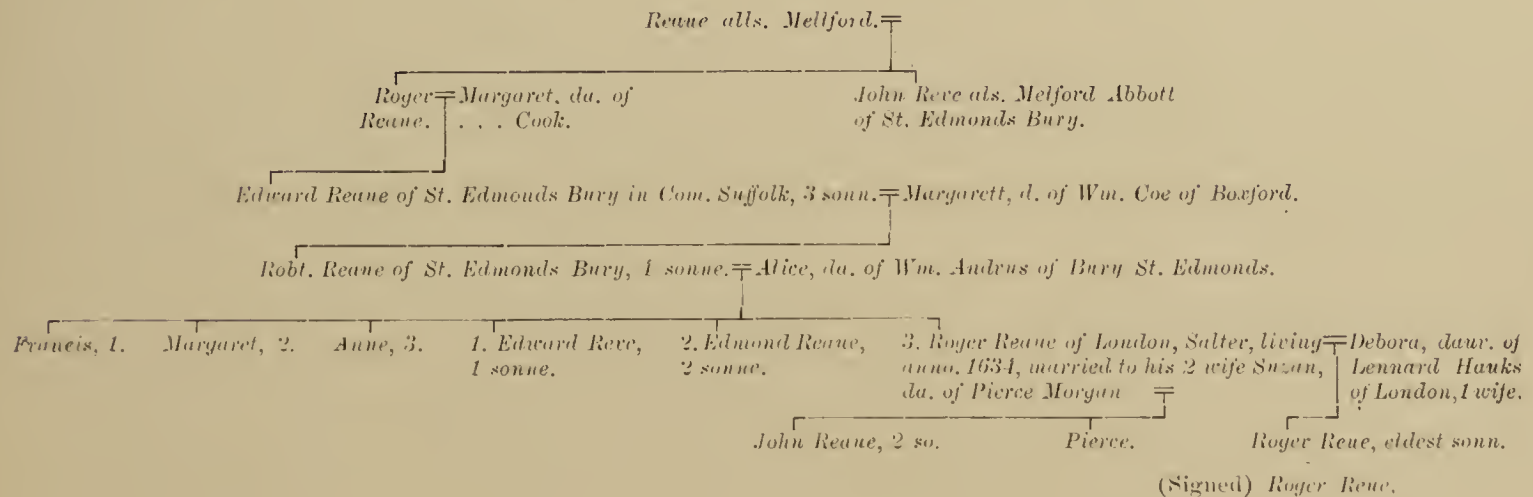 Reaue alls. Mellford.
Roger Margaret, da. of
Reaue. . . . Cook.
John Reve als. Melford Abbott
of St. Edmonds Bury.
Edward Reaue of St. Edmonds Bury in Com. Suffolk, 3 sonn. Margarett, d. of Wm. Coe of Boxford.
Robt. Reaue of St. Edmonds Bury, 1 sonne. Alice, da. of Wm. Andrus of Bury St. Edmonds.
Francis, 1.
Margaret, 2.
Anne, 3.
1. Edward Reve,
1 sonne.
2. Edmond Reaue,
2 sonne.
3. Roger Reaue of London, Salter, living
anno. 1634, married to his 2 wife Suzan,
da. of Pierce Morgan
Debora, daur. of
Lennard Hauks
of London, 1 wife.
John Reaue, 2 so.
Pierce.
Roger Reue, eldest sonn.
(Signed) Roger Reue.